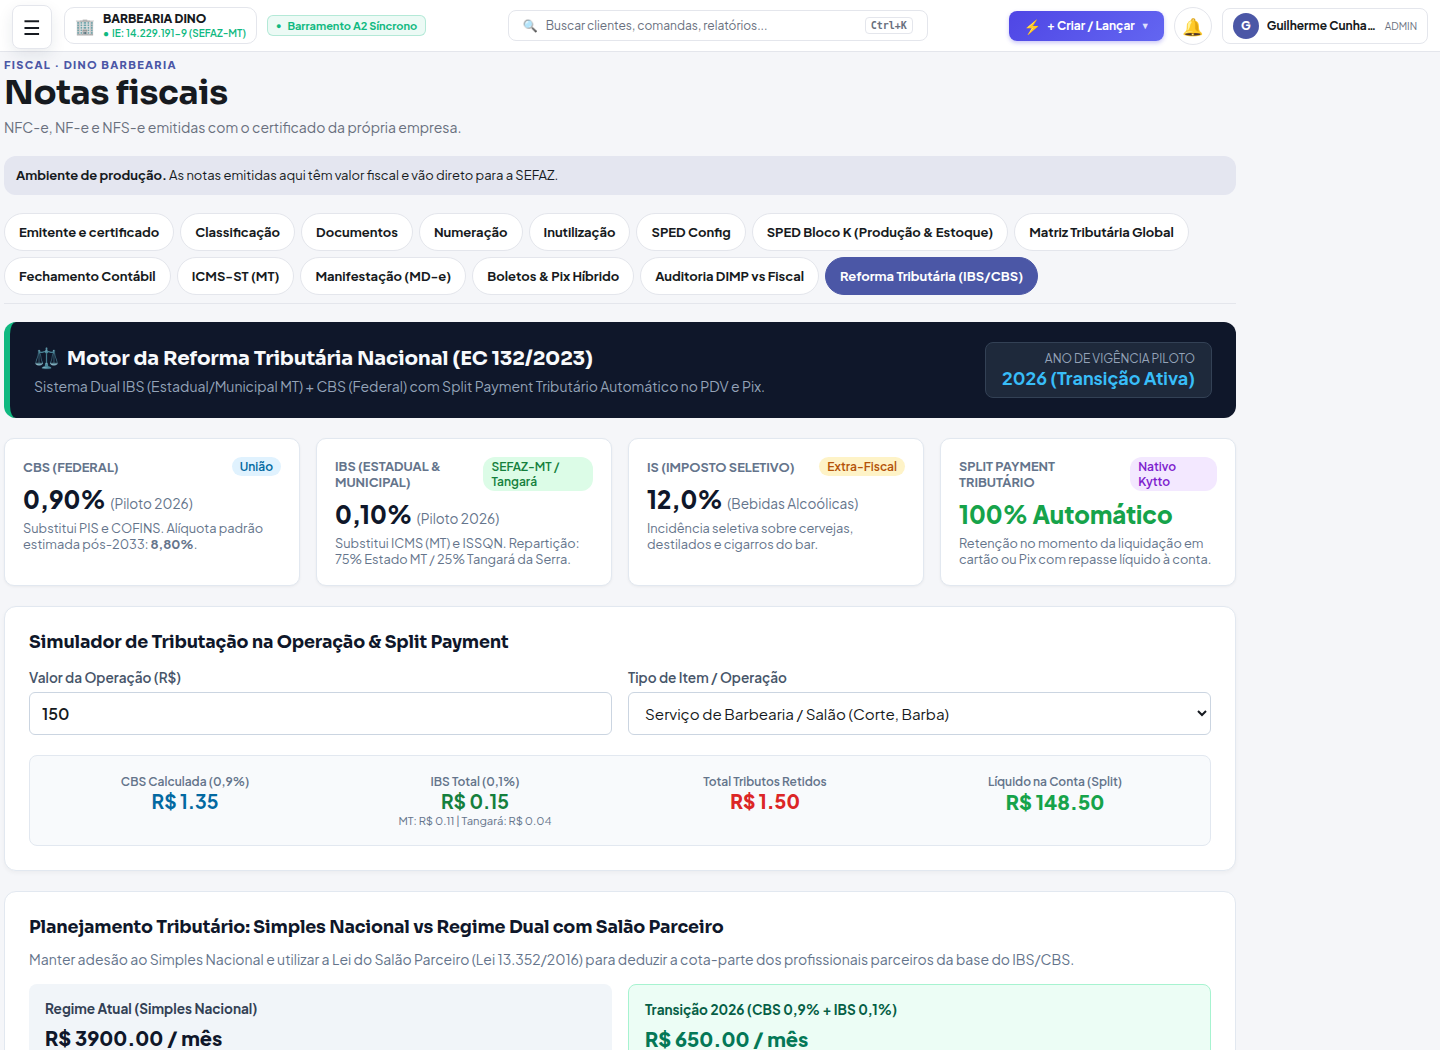 BARBEARIA DINO
● IE: 14.229.191-9 (SEFAZ-MT)
● Barramento A2 Síncrono
Buscar clientes, comandas, relatórios...
Ctrl+K
+ Criar / Lançar ▾
G
Guilherme Cunha...
ADMIN
FISCAL · DINO BARBEARIA
Notas fiscais
NFC-e, NF-e e NFS-e emitidas com o certificado da própria empresa.
Ambiente de produção. As notas emitidas aqui têm valor fiscal e vão direto para a SEFAZ.
Emitente e certificado
Classificação
Documentos
Numeração
Inutilização
SPED Config
SPED Bloco K (Produção & Estoque)
Matriz Tributária Global
Fechamento Contábil
ICMS-ST (MT)
Manifestação (MD-e)
Boletos & Pix Híbrido
Auditoria DIMP vs Fiscal
Reforma Tributária (IBS/CBS)
Motor da Reforma Tributária Nacional (EC 132/2023)
Sistema Dual IBS (Estadual/Municipal MT) + CBS (Federal) com Split Payment Tributário Automático no PDV e Pix.
ANO DE VIGÊNCIA PILOTO
2026 (Transição Ativa)
CBS (FEDERAL)
União
0,90% (Piloto 2026)
Substitui PIS e COFINS. Alíquota padrão
estimada pós-2033: 8,80%.
IBS (ESTADUAL &
MUNICIPAL)
SEFAZ-MT /
Tangará
0,10% (Piloto 2026)
Substitui ICMS (MT) e ISSQN. Repartição:
75% Estado MT / 25% Tangará da Serra.
IS (IMPOSTO SELETIVO)
Extra-Fiscal
12,0% (Bebidas Alcoólicas)
Incidência seletiva sobre cervejas,
destilados e cigarros do bar.
SPLIT PAYMENT
TRIBUTÁRIO
Nativo
Kytto
100% Automático
Retenção no momento da liquidação em
cartão ou Pix com repasse líquido à conta.
Simulador de Tributação na Operação & Split Payment
Valor da Operação (R$)
150
Tipo de Item / Operação
Serviço de Barbearia / Salão (Corte, Barba)
CBS Calculada (0,9%)
R$ 1.35
IBS Total (0,1%)
R$ 0.15
MT: R$ 0.11 | Tangará: R$ 0.04
Total Tributos Retidos
R$ 1.50
Líquido na Conta (Split)
R$ 148.50
Planejamento Tributário: Simples Nacional vs Regime Dual com Salão Parceiro
Manter adesão ao Simples Nacional e utilizar a Lei do Salão Parceiro (Lei 13.352/2016) para deduzir a cota-parte dos profissionais parceiros da base do IBS/CBS.
Regime Atual (Simples Nacional)
R$ 3900.00 / mês
Transição 2026 (CBS 0,9% + IBS 0,1%)
R$ 650.00 / mês